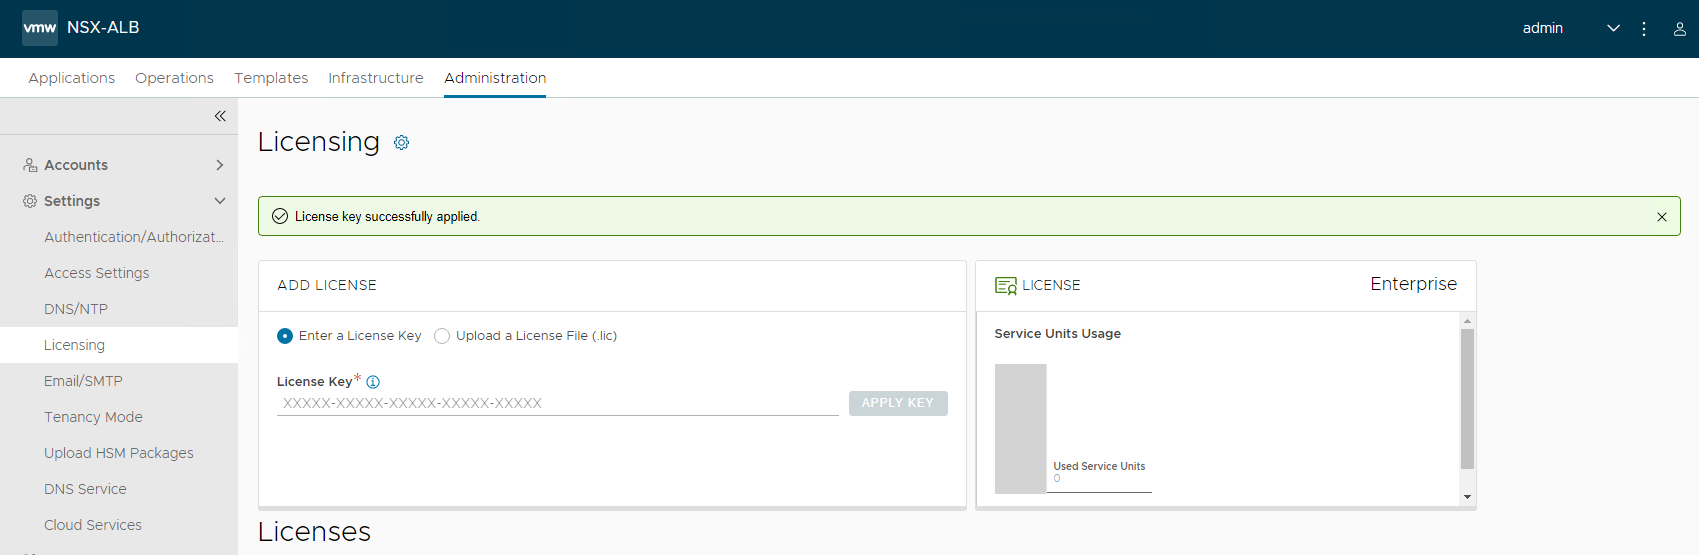 vmw NSX-ALB
admin
Applications Operations Templates Infrastructure Administration
Licensing
Accounts
Settings
Authentication/Authorizat...
Access Settings
DNS/NTP
Licensing
Email/SMTP
Tenancy Mode
Upload HSM Packages
DNS Service
Cloud Services
License key successfully applied.
ADD LICENSE
Enter a License Key Upload a License File (.lic)
License Key*
XXXXX-XXXXX-XXXXX-XXXXX-XXXXX
APPLY KEY
LICENSE Enterprise
Service Units Usage
Used Service Units
0
Licenses